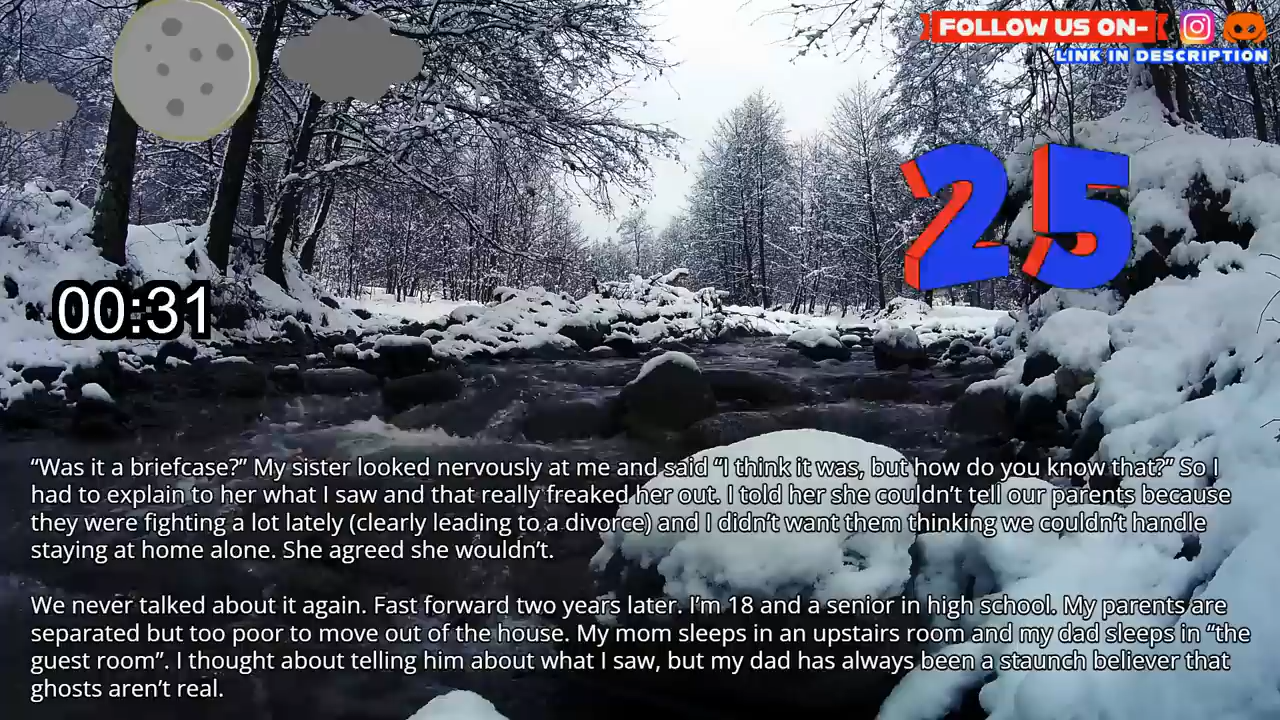 FOLLOW US ON-
LINK IN DESCRIPTION
25
00:31
“Was it a briefcase?” My sister looked nervously at me and said “I think it was, but how do you know that?” So I
had to explain to her what I saw and that really freaked her out. I told her she couldn’t tell our parents because
they were fighting a lot lately (clearly leading to a divorce) and I didn’t want them thinking we couldn’t handle
staying at home alone. She agreed she wouldn’t.
We never talked about it again. Fast forward two years later. I’m 18 and a senior in high school. My parents are
separated but too poor to move out of the house. My mom sleeps in an upstairs room and my dad sleeps in “the
guest room”. I thought about telling him about what I saw, but my dad has always been a staunch believer that
ghosts aren’t real.